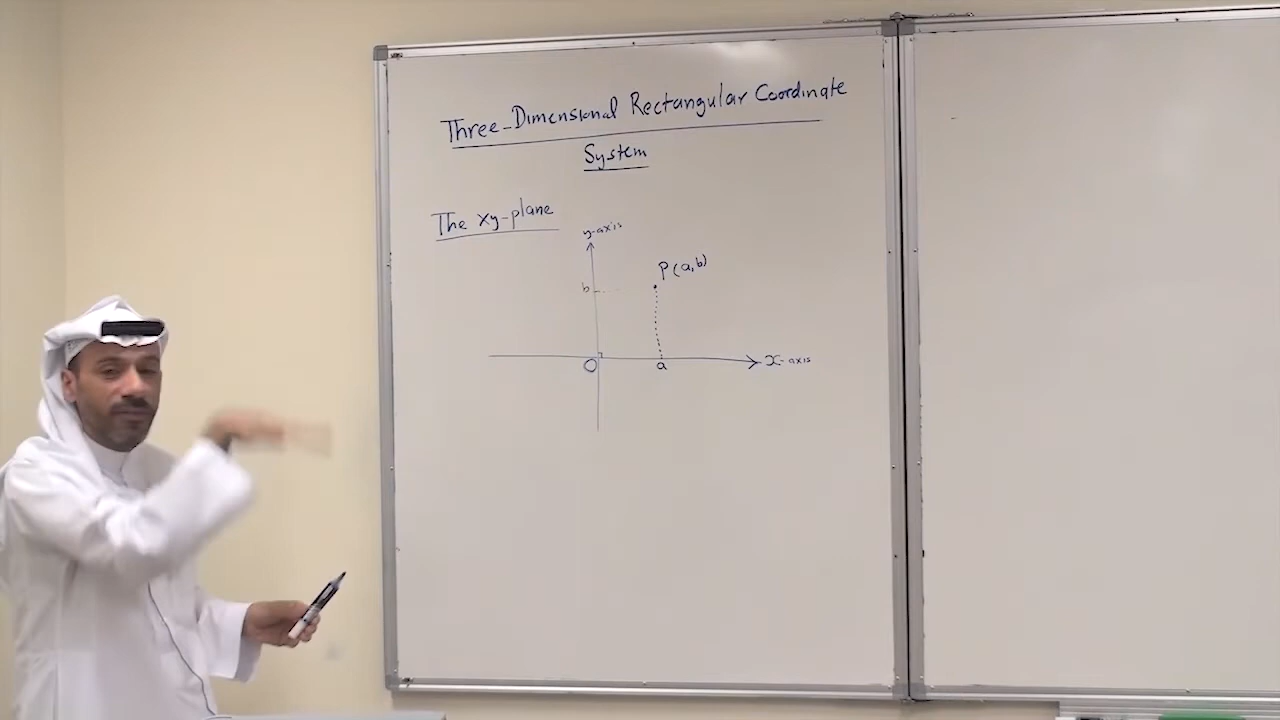 Three-Dimensional Rectangular Coordinate
System
The xy-plane
y-axis
P(a,b)
b
O
a
X-axis